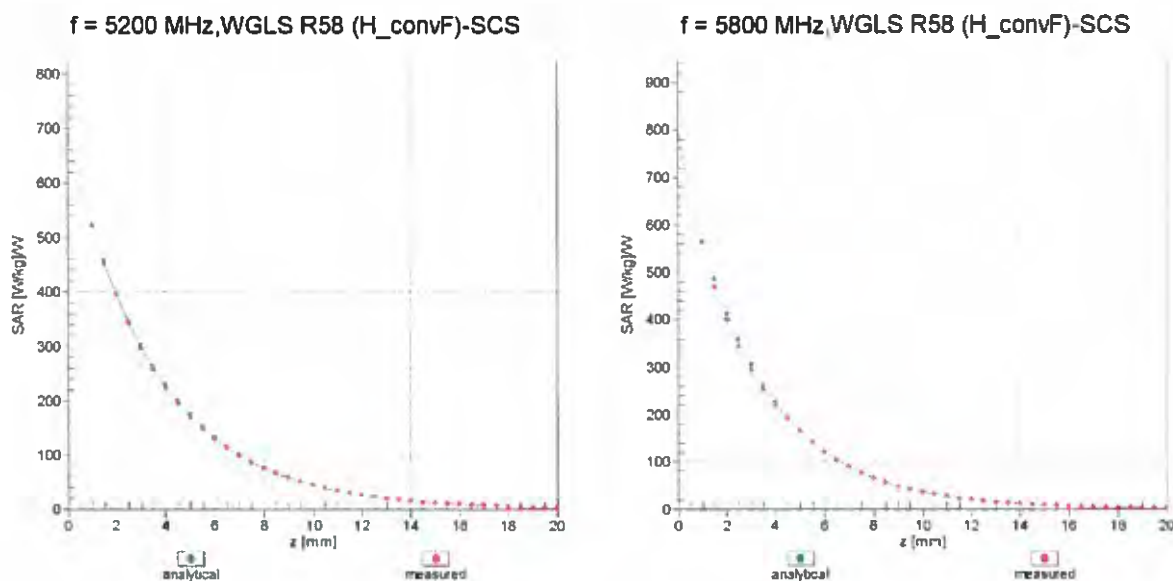 f = 5200 MHz,WGLS R58 (H_convF)-SCS
800
700
600
500
400
300
200
100
0
SAR [W/kg]/W
0 2 4 6 8 10 12 14 16 18 20
z [mm]
analytical measured
f = 5800 MHz,WGLS R58 (H_convF)-SCS
900
800
700
600
500
400
300
200
100
0
SAR [W/kg]/W
0 2 4 6 8 10 12 14 16 18 20
z [mm]
analytical measured